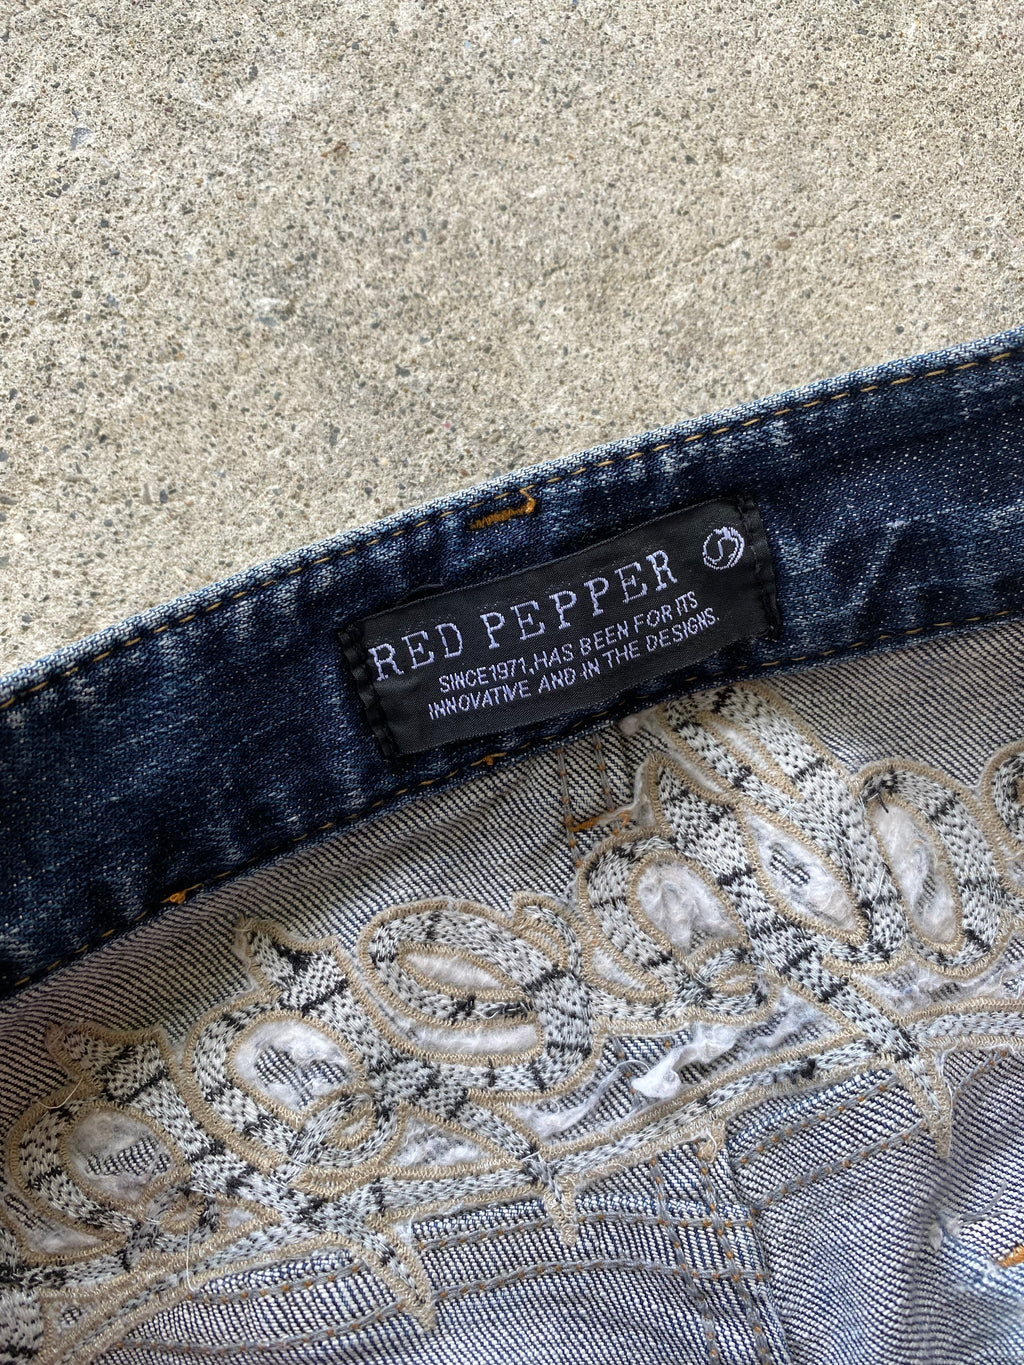 RED PEPPER
SINCE1971,HAS BEEN FOR ITS
INNOVATIVE AND IN THE DESIGNS.